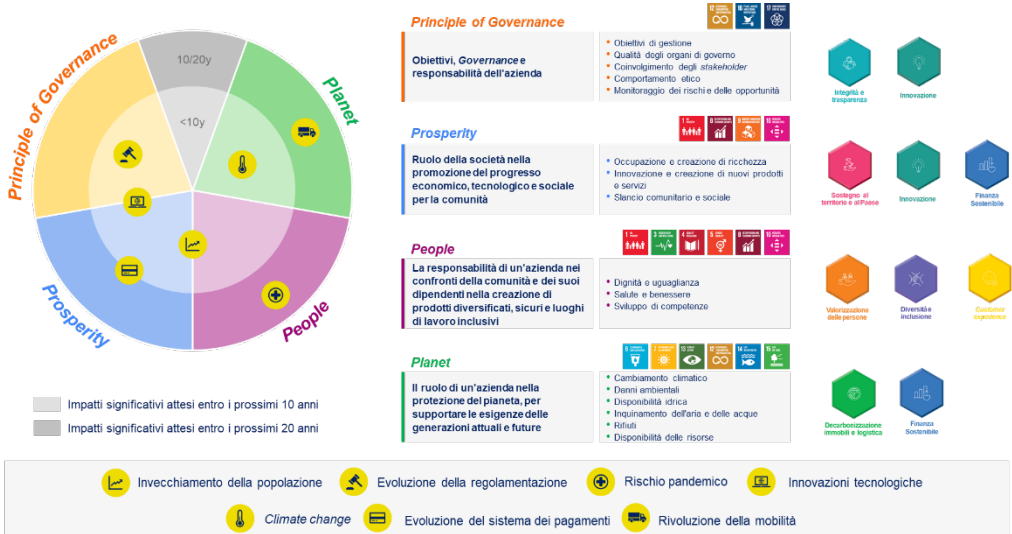 Principle of Governance
Planet
People
Prosperity
10/20y
<10y
Impatti significativi attesi entro i prossimi 10 anni
Impatti significativi attesi entro i prossimi 20 anni
Principle of Governance
Obiettivi, Governance e
responsabilità dell'azienda
Obiettivi di gestione
Qualità degli organi di governo
Coinvolgimento degli stakeholder
Comportamento etico
Monitoraggio dei rischi e delle opportunità
Integrità e
trasparenza
Innovazione
Prosperity
Ruolo della società nella
promozione del progresso
economico, tecnologico e sociale
per la comunità
Occupazione e creazione di ricchezza
Innovazione e creazione di nuovi prodotti
e servizi
Slancio comunitario e sociale
Sostegno al
territorio e al Paese
Innovazione
Finanza
Sostenibile
People
La responsabilità di un'azienda nei
confronti della comunità e dei suoi
dipendenti nella creazione di
prodotti diversificati, sicuri e luoghi
di lavoro inclusivi
Dignità e uguaglianza
Salute e benessere
Sviluppo di competenze
Valorizzazione
delle persone
Diversità e
inclusione
Customer
experience
Planet
Il ruolo di un'azienda nella
protezione del pianeta, per
supportare le esigenze delle
generazioni attuali e future
Cambiamento climatico
Danni ambientali
Disponibilità idrica
Inquinamento dell'aria e delle acque
Rifiuti
Disponibilità delle risorse
Decarbonizzazione
immobili e logistica
Finanza
Sostenibile
Invecchiamento della popolazione
Evoluzione della regolamentazione
Rischio pandemico
Innovazioni tecnologiche
Climate change
Evoluzione del sistema dei pagamenti
Rivoluzione della mobilità